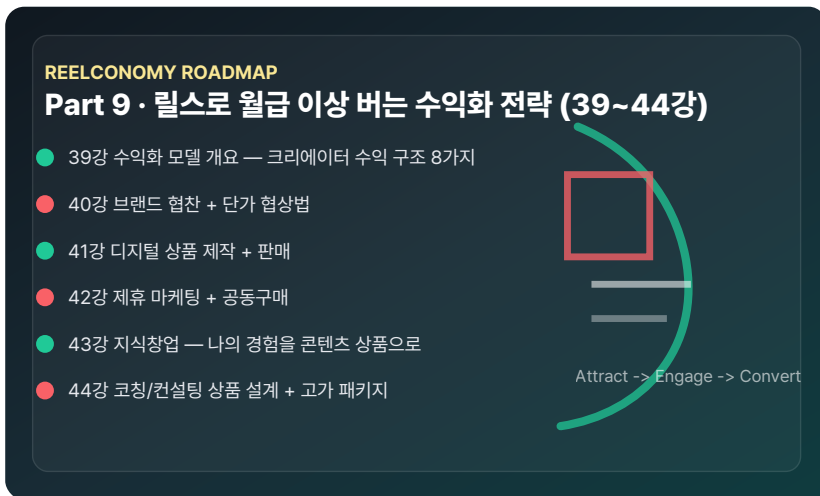 REELCONOMY ROADMAP
Part 9 · 릴스로 월급 이상 버는 수익화 전략 (39~44강)
39강 수익화 모델 개요 — 크리에이터 수익 구조 8가지
40강 브랜드 협찬 + 단가 협상법
41강 디지털 상품 제작 + 판매
42강 제휴 마케팅 + 공동구매
43강 지식창업 — 나의 경험을 콘텐츠 상품으로
44강 코칭/컨설팅 상품 설계 + 고가 패키지
Attract -> Engage -> Convert